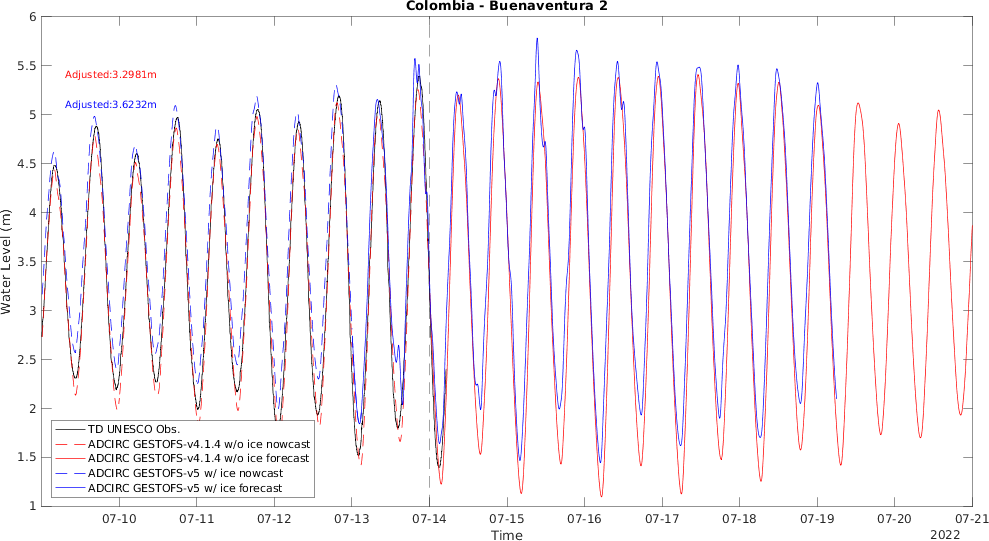 Colombia - Buenaventura 2
6
5.5
5
4.5
4
3.5
3
2.5
2
1.5
1
Water Level (m)
Adjusted:3.2981m
Adjusted:3.6232m
TD UNESCO Obs.
ADCIRC GESTOFS-v4.1.4 w/o ice nowcast
ADCIRC GESTOFS-v4.1.4 w/o ice forecast
ADCIRC GESTOFS-v5 w/ ice nowcast
ADCIRC GESTOFS-v5 w/ ice forecast
07-10 07-11 07-12 07-13 07-14 07-15 07-16 07-17 07-18 07-19 07-20 07-21
Time
2022